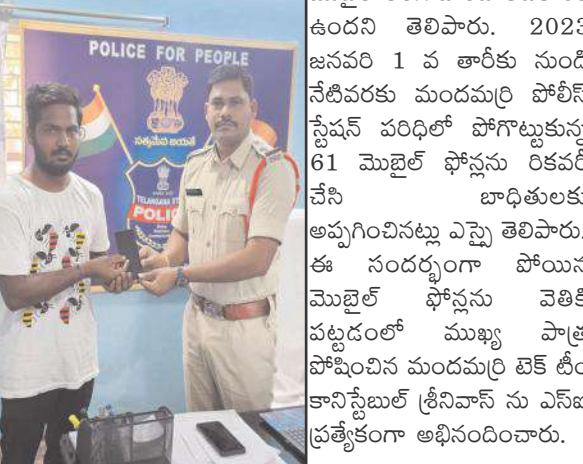 POLICE FOR PEOPLE
సత్యమేవ జయతే
TELANGANA
POLIC
ఉందని తెలిపారు. 2023
జనవరి 1 వ తారీకు నుండి
నేటివరకు మందమర్రి పోలీస్
స్టేషన్ పరిధిలో పోగొట్టుకున్న
61 మొబైల్ ఫోన్లను రికవరీ
చేసి బాధితులకు
అప్పగించినట్లు ఎస్సై తెలిపారు.
ఈ సందర్భంగా పోయిన
మొబైల్ ఫోన్లను వెతికి
పట్టడంలో ముఖ్య పాత్ర
పోషించిన మందమర్రి టెక్ టీం
కానిస్టేబుల్ శ్రీనివాస్ ను ఎస్ఐ
ప్రత్యేకంగా అభినందించారు.